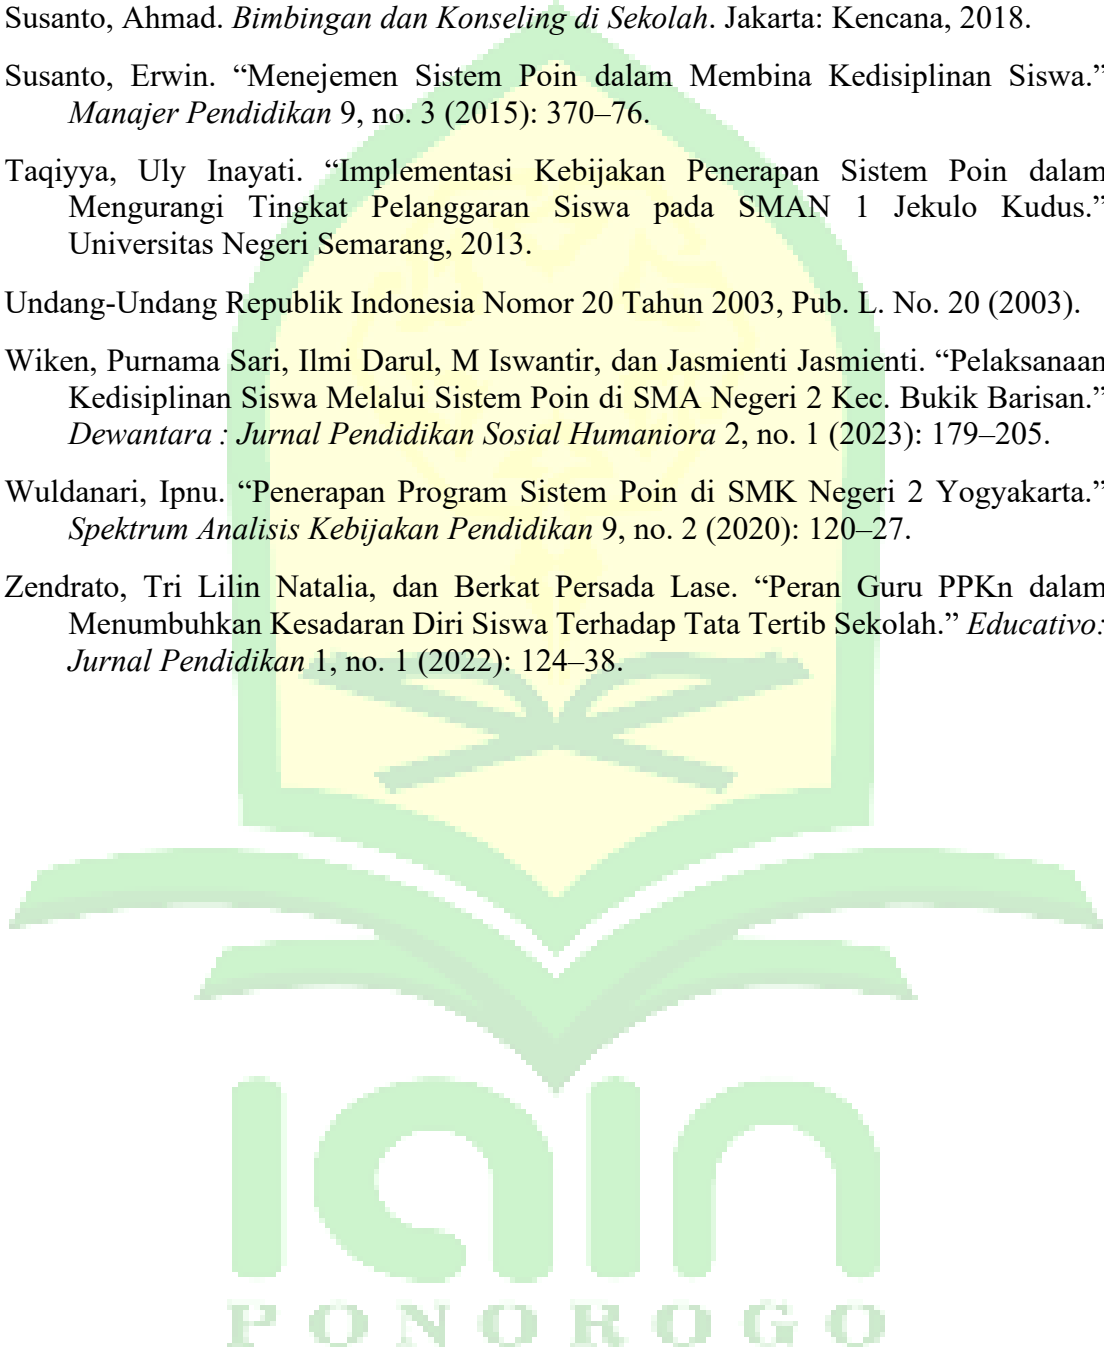 Susanto, Ahmad. Bimbingan dan Konseling di Sekolah. Jakarta: Kencana, 2018.
Susanto, Erwin. “Menejemen Sistem Poin dalam Membina Kedisiplinan Siswa.”
Manajer Pendidikan 9, no. 3 (2015): 370–76.
Taqiyya, Uly Inayati. “Implementasi Kebijakan Penerapan Sistem Poin dalam
Mengurangi Tingkat Pelanggaran Siswa pada SMAN 1 Jekulo Kudus.”
Universitas Negeri Semarang, 2013.
Undang-Undang Republik Indonesia Nomor 20 Tahun 2003, Pub. L. No. 20 (2003).
Wiken, Purnama Sari, Ilmi Darul, M Iswantir, dan Jasmienti Jasmienti. “Pelaksanaan
Kedisiplinan Siswa Melalui Sistem Poin di SMA Negeri 2 Kec. Bukik Barisan.”
Dewantara : Jurnal Pendidikan Sosial Humaniora 2, no. 1 (2023): 179–205.
Wuldanari, Ipnu. “Penerapan Program Sistem Poin di SMK Negeri 2 Yogyakarta.”
Spektrum Analisis Kebijakan Pendidikan 9, no. 2 (2020): 120–27.
Zendrato, Tri Lilin Natalia, dan Berkat Persada Lase. “Peran Guru PPKn dalam
Menumbuhkan Kesadaran Diri Siswa Terhadap Tata Tertib Sekolah.” Educativo:
Jurnal Pendidikan 1, no. 1 (2022): 124–38.
iain
PONOROGO